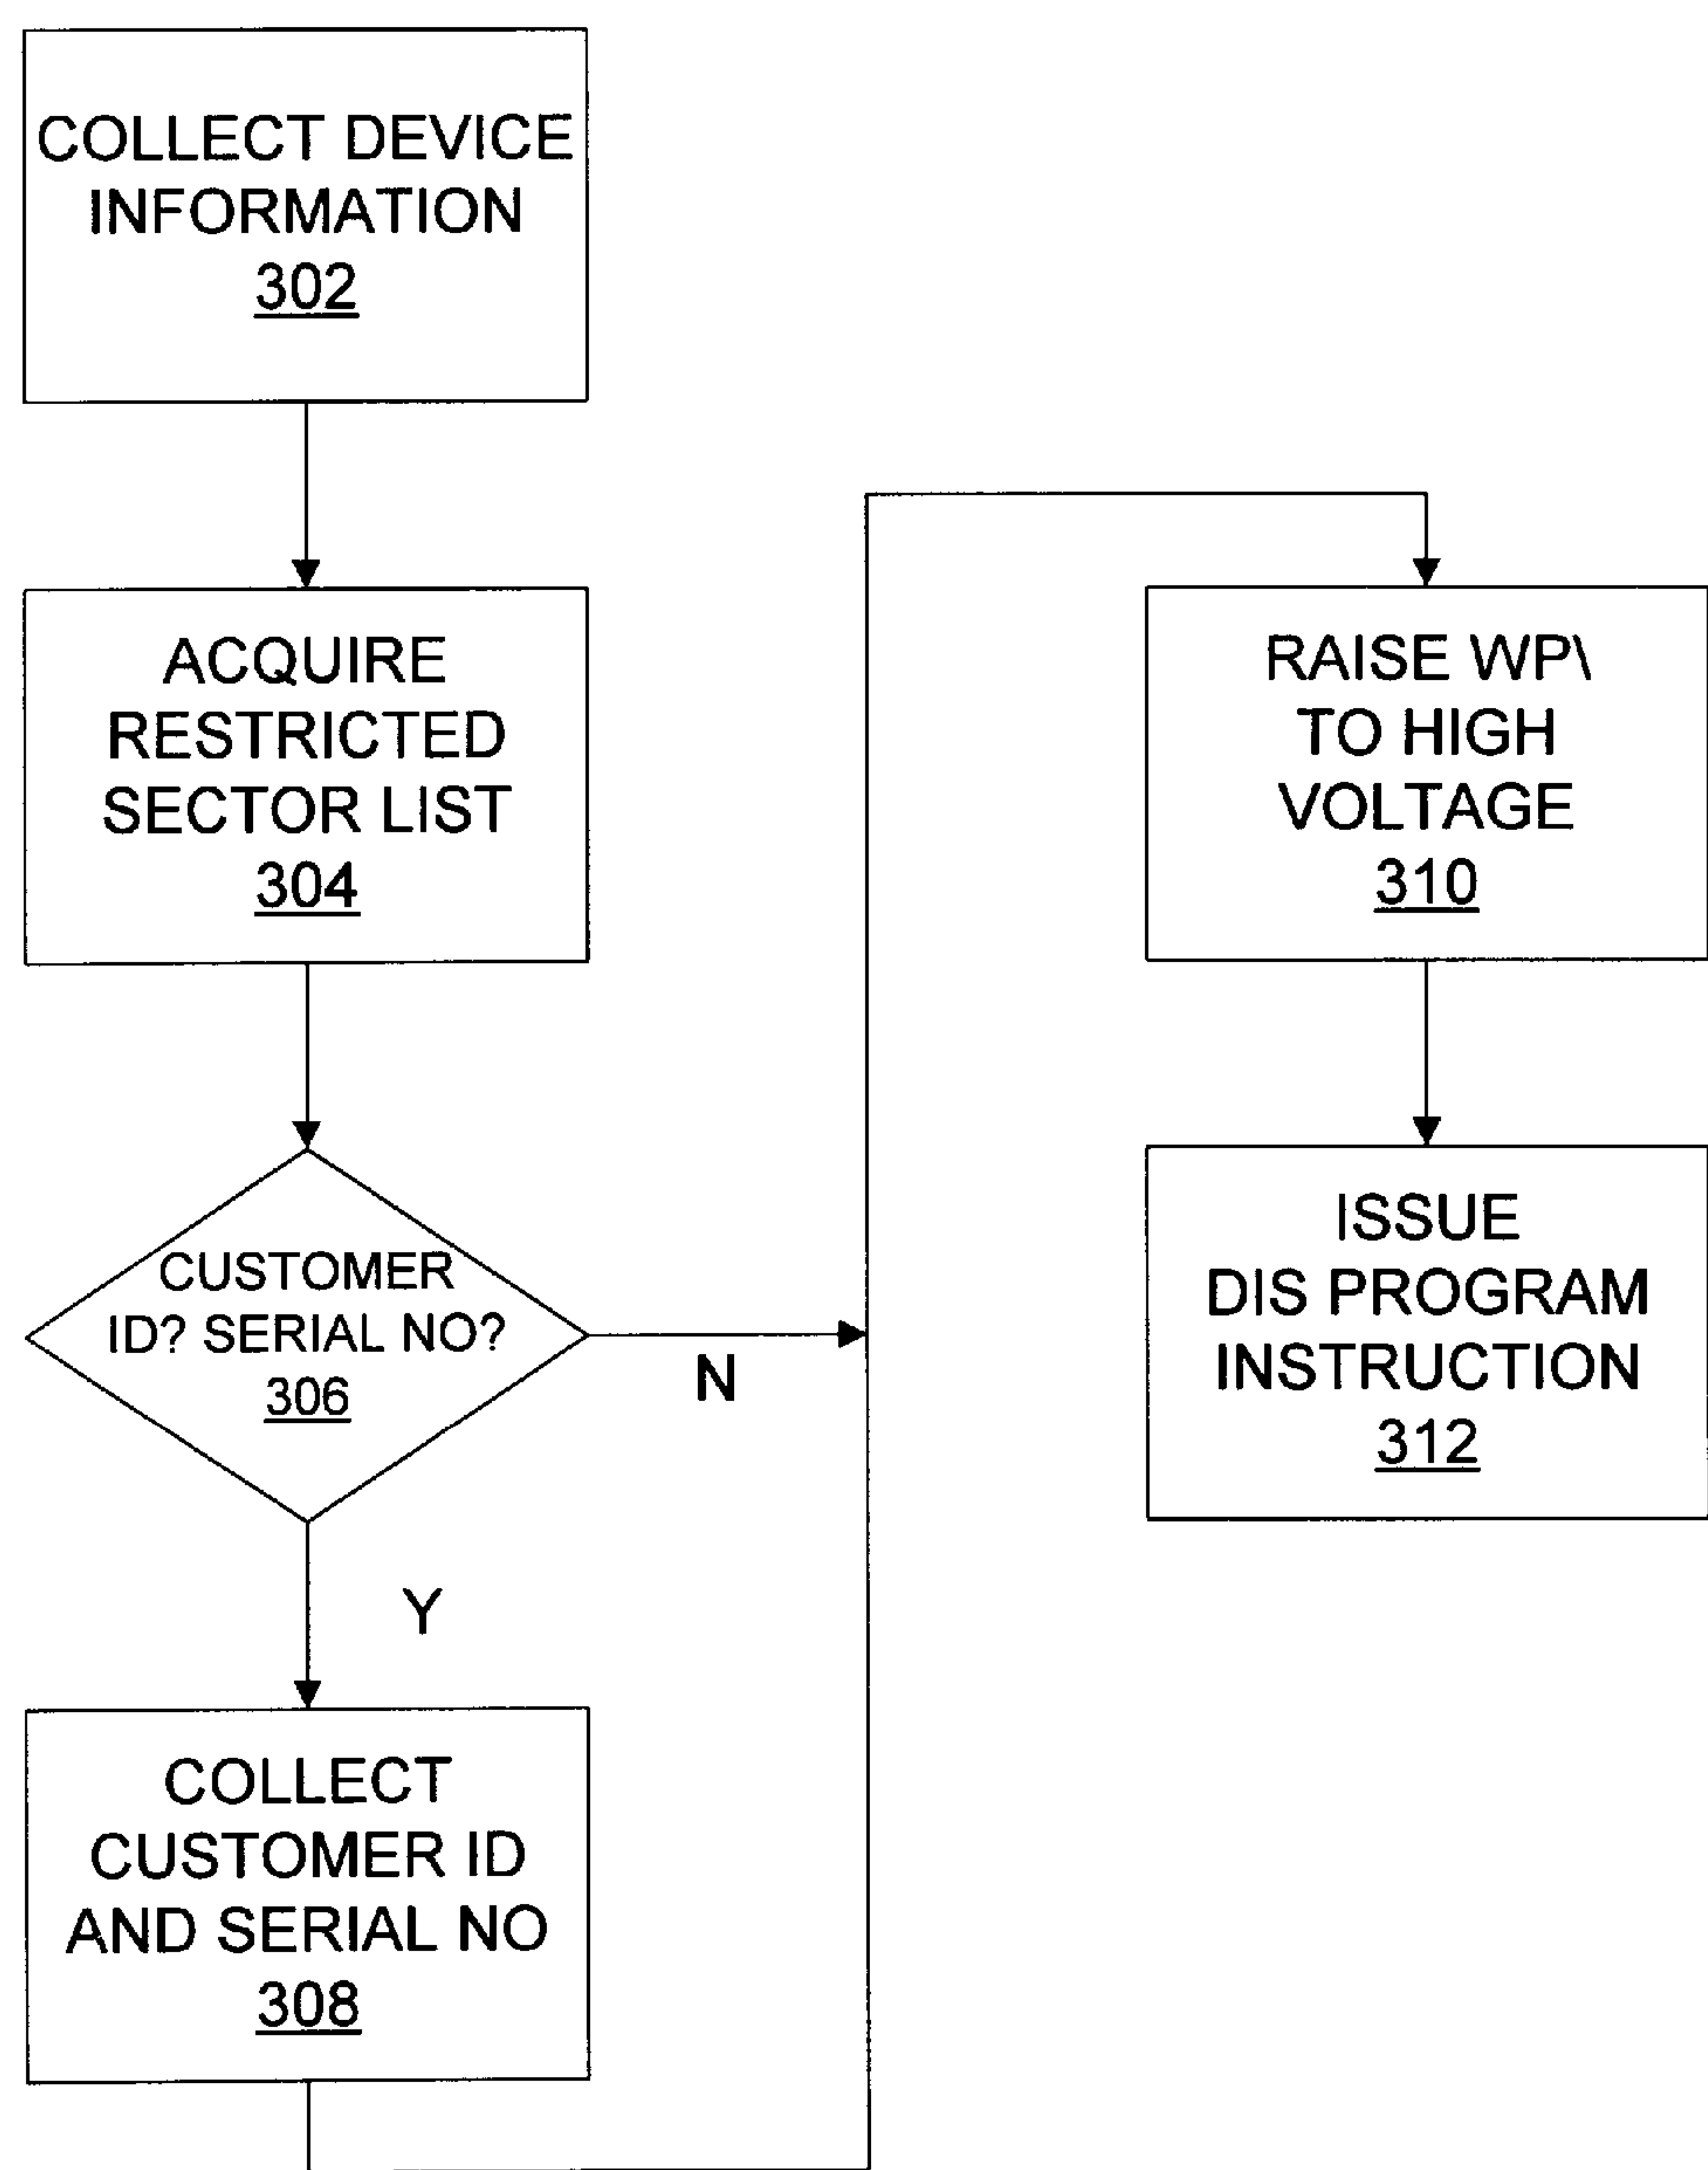 COLLECT DEVICE
INFORMATION
302
ACQUIRE
RESTRICTED
SECTOR LIST
304
CUSTOMER
ID? SERIAL NO?
306
N
Y
COLLECT
CUSTOMER ID
AND SERIAL NO
308
RAISE WP\
TO HIGH
VOLTAGE
310
ISSUE
DIS PROGRAM
INSTRUCTION
312